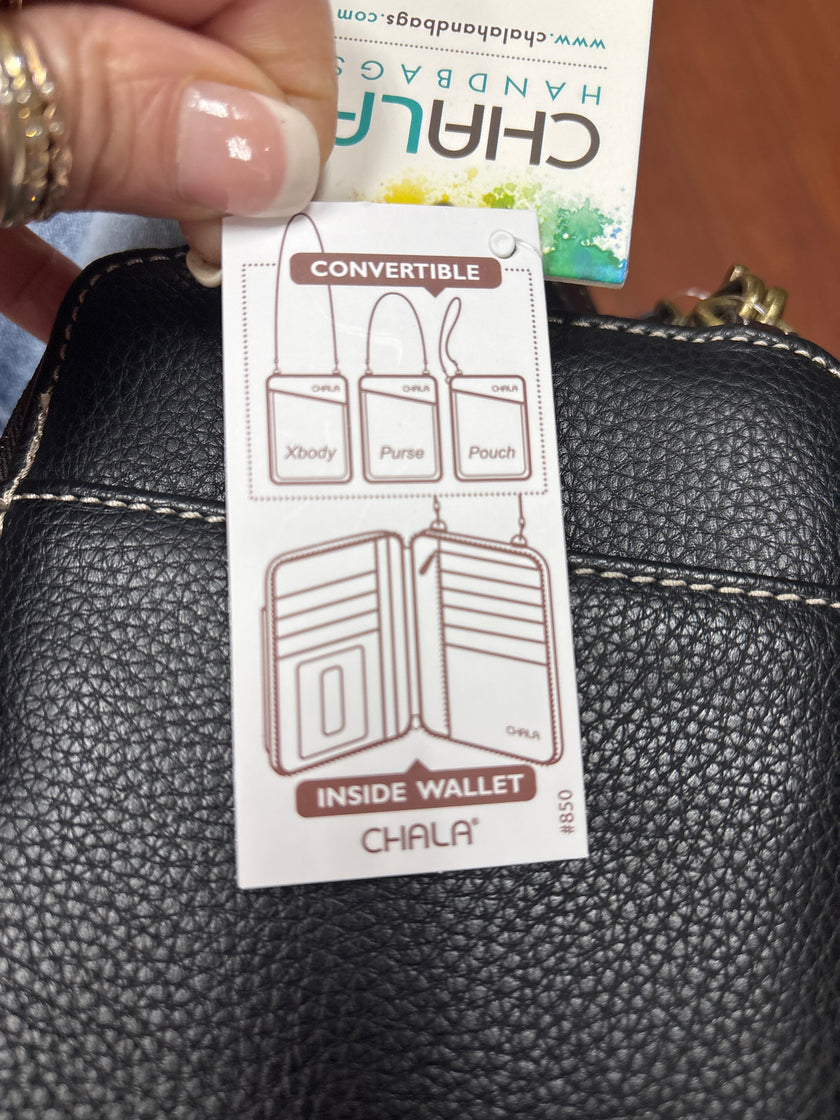 www.chalahandbags.com
HANDBAGS
CHALA
CONVERTIBLE
CHALA CHALA CHALA
Xbody Purse Pouch
CHALA
INSIDE WALLET
CHALA®
#850